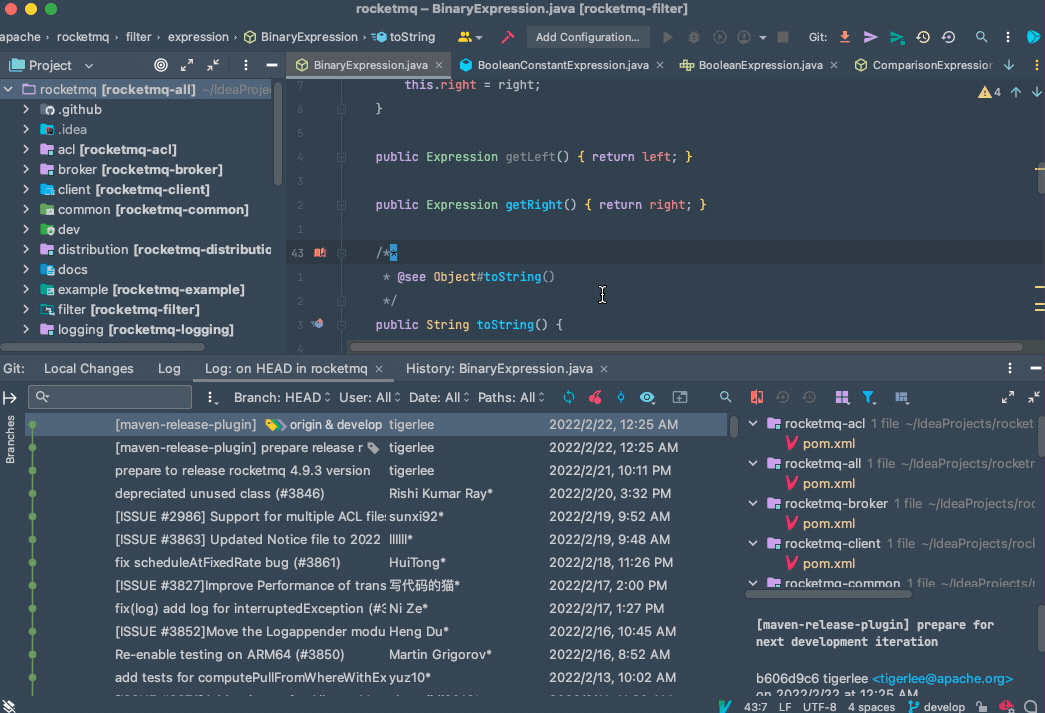 rocketmq – BinaryExpression.java [rocketmq-filter]
apache › rocketmq › filter › expression › BinaryExpression › toString
Add Configuration...
Git:
Project
BinaryExpression.java ×
BooleanConstantExpression.java ×
BooleanExpression.java ×
ComparisonExpression
rocketmq [rocketmq-all] ~/IdeaProje
.github
.idea
acl [rocketmq-acl]
broker [rocketmq-broker]
client [rocketmq-client]
common [rocketmq-common]
dev
distribution [rocketmq-distributio
docs
example [rocketmq-example]
filter [rocketmq-filter]
logging [rocketmq-logging]
4
7 this.right = right;
6 }
5
4 public Expression getLeft() { return left; }
3
2 public Expression getRight() { return right; }
1
43 /**
1 * @see Object#toString()
2 */
3 public String toString() {
4
Git: Local Changes Log Log: on HEAD in rocketmq × History: BinaryExpression.java ×
Branches
Branch: HEAD User: All Date: All Paths: All
[maven-release-plugin] origin & develop tigerlee 2022/2/22, 12:25 AM
[maven-release-plugin] prepare release r tigerlee 2022/2/22, 12:25 AM
prepare to release rocketmq 4.9.3 version tigerlee 2022/2/21, 10:11 PM
depreciated unused class (#3846) Rishi Kumar Ray* 2022/2/20, 3:32 PM
[ISSUE #2986] Support for multiple ACL files sunxi92* 2022/2/19, 9:52 AM
[ISSUE #3863] Updated Notice file to 2022 llllll* 2022/2/19, 9:48 AM
fix scheduleAtFixedRate bug (#3861) HuiTong* 2022/2/18, 11:26 PM
[ISSUE #3827]Improve Performance of trans 写代码的猫* 2022/2/17, 2:00 PM
fix(log) add log for interruptedException (#3 Ni Ze* 2022/2/17, 1:27 PM
[ISSUE #3852]Move the Logappender modu Heng Du* 2022/2/16, 10:45 AM
Re-enable testing on ARM64 (#3850) Martin Grigorov* 2022/2/16, 8:52 AM
add tests for computePullFromWhereWithEx yuz10* 2022/2/13, 10:02 AM
rocketmq-acl 1 file ~/IdeaProjects/rocket
pom.xml
rocketmq-all 1 file ~/IdeaProjects/rocketm
pom.xml
rocketmq-broker 1 file ~/IdeaProjects/roc
pom.xml
rocketmq-client 1 file ~/IdeaProjects/rock
pom.xml
rocketmq-common 1 file ~/IdeaProjects/r
[maven-release-plugin] prepare for
next development iteration
b606d9c6 tigerlee <tigerlee@apache.org>
on 2022/2/22 at 12:25 AM
43:7 LF UTF-8 4 spaces develop